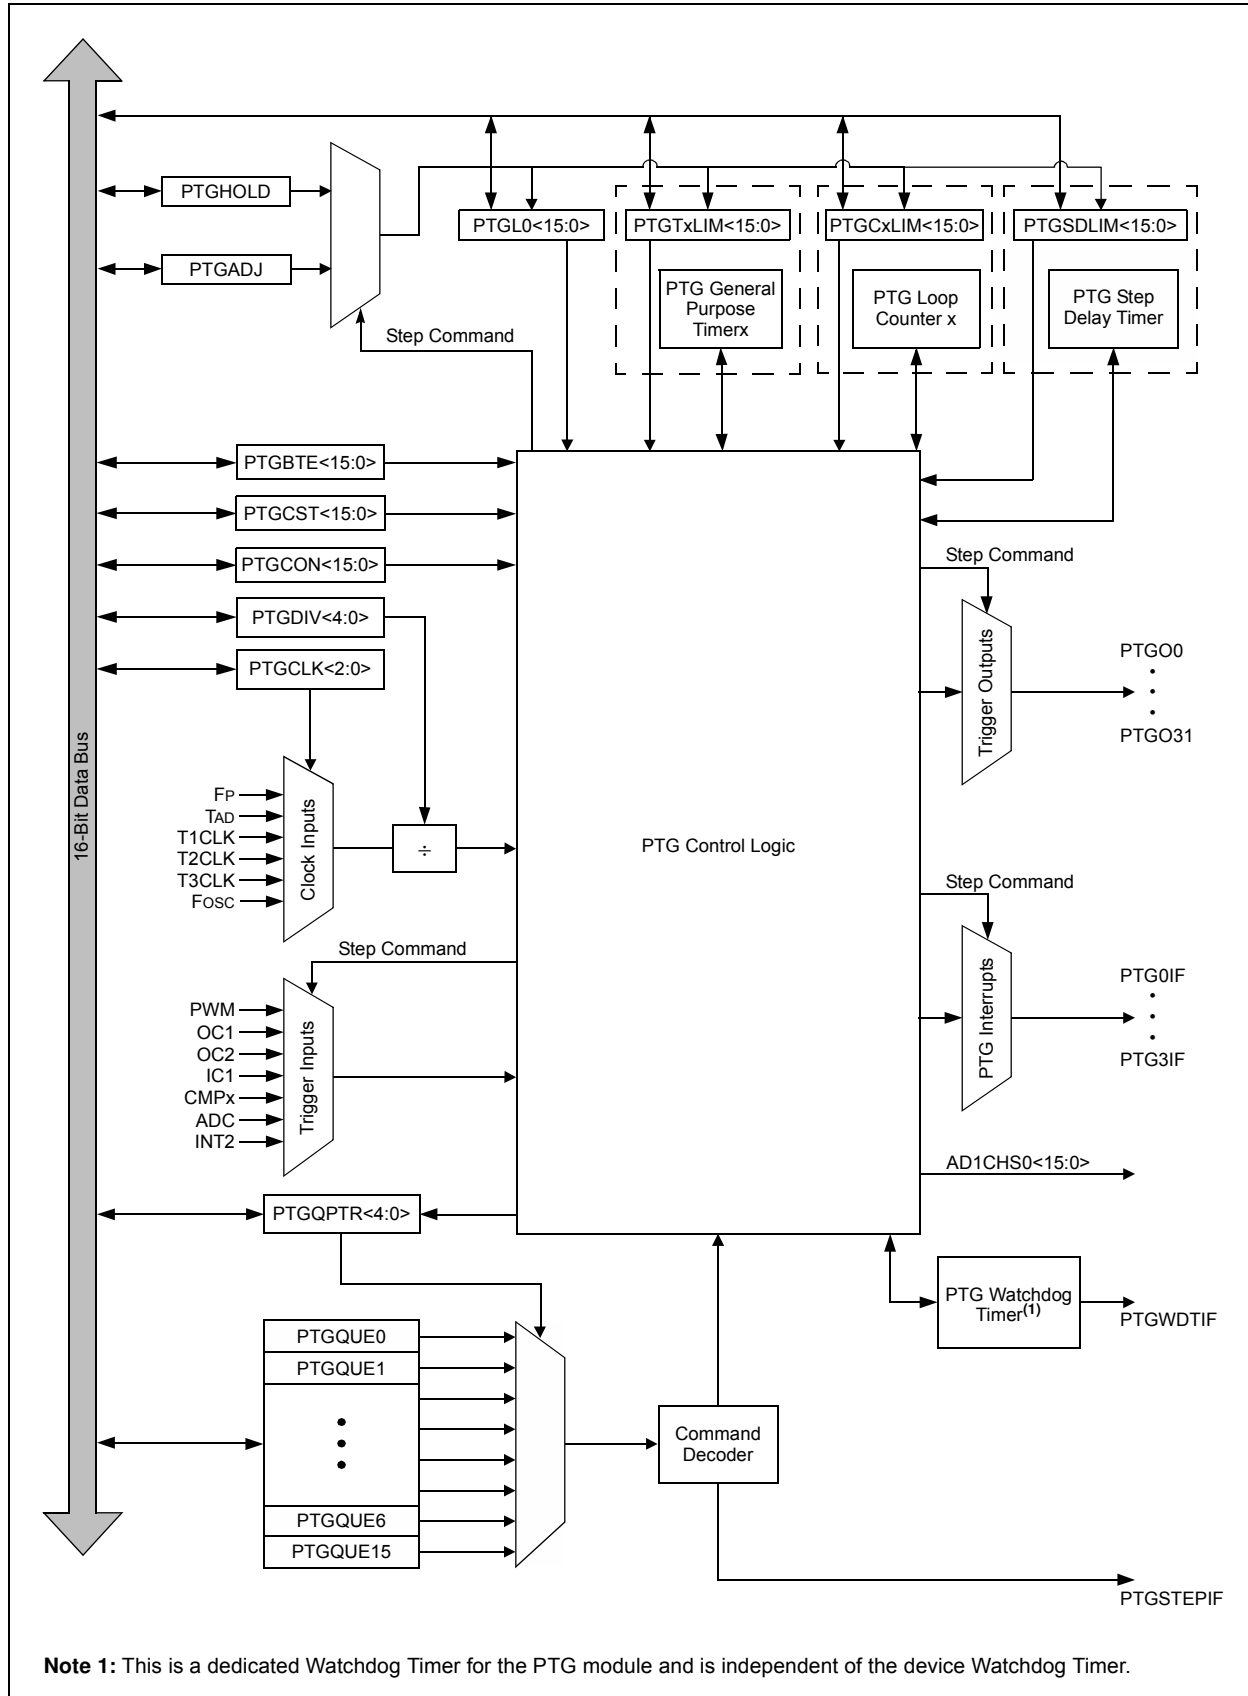 16-Bit Data Bus
PTGHOLD
PTGADJ
Step Command
PTGL0<15:0>
PTGTxLIM<15:0>
PTGCxLIM<15:0>
PTGSDLIM<15:0>
PTG General
Purpose
Timerx
PTG Loop
Counter x
PTG Step
Delay Timer
PTGBTE<15:0>
PTGCST<15:0>
PTGCON<15:0>
PTGDIV<4:0>
PTGCLK<2:0>
FP
TAD
T1CLK
T2CLK
T3CLK
FOSC
Clock Inputs
÷
PTG Control Logic
Step Command
Trigger Outputs
PTGO0
PTGO31
Step Command
PTG Interrupts
PTG0IF
PTG3IF
Step Command
PWM
OC1
OC2
IC1
CMPx
ADC
INT2
Trigger Inputs
AD1CHS0<15:0>
PTGQPTR<4:0>
PTG Watchdog
Timer(1)
PTGWDTIF
PTGQUE0
PTGQUE1
PTGQUE6
PTGQUE15
Command
Decoder
PTGSTEPIF
Note 1: This is a dedicated Watchdog Timer for the PTG module and is independent of the device Watchdog Timer.